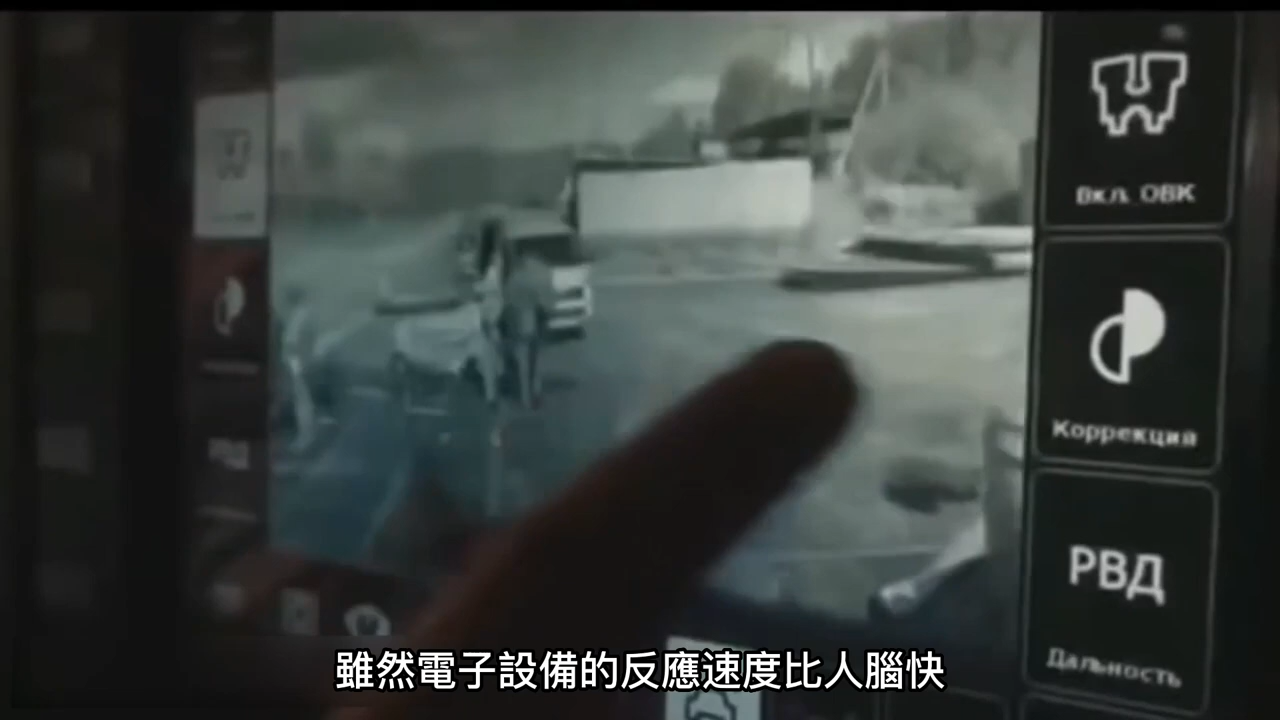 Вкл. ОВК
Коррекция
РВД
Дальность
雖然電子設備的反應速度比人腦快